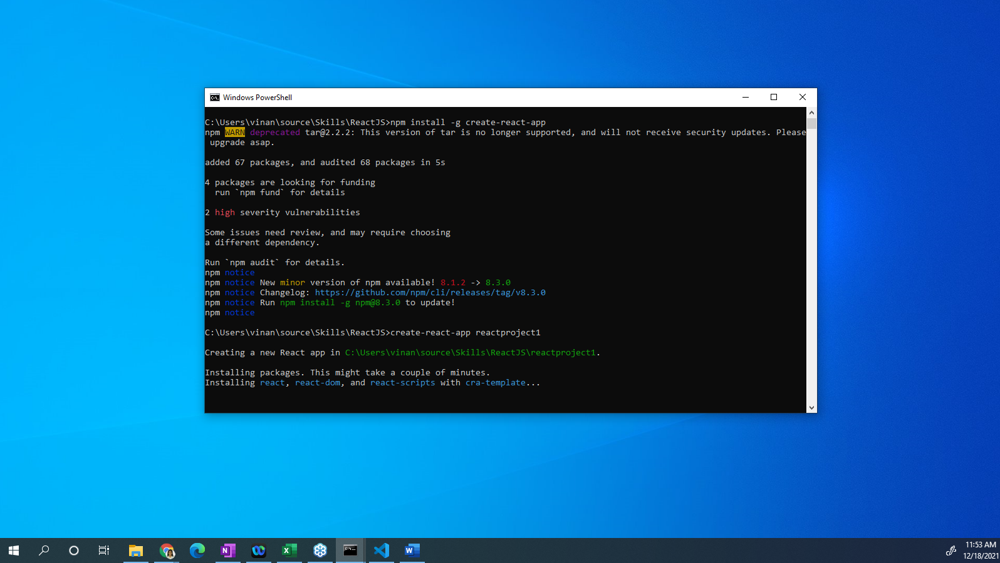 Windows PowerShell
C:\Users\vinan\source\Skills\ReactJS>npm install -g create-react-app
npm WARN deprecated tar@2.2.2: This version of tar is no longer supported, and will not receive security updates. Please
upgrade asap.
added 67 packages, and audited 68 packages in 5s
4 packages are looking for funding
run `npm fund` for details
2 high severity vulnerabilities
Some issues need review, and may require choosing
a different dependency.
Run `npm audit` for details.
npm notice
npm notice New minor version of npm available! 8.1.2 -> 8.3.0
npm notice Changelog: https://github.com/npm/cli/releases/tag/v8.3.0
npm notice Run npm install -g npm@8.3.0 to update!
npm notice
C:\Users\vinan\source\Skills\ReactJS>create-react-app reactproject1
Creating a new React app in C:\Users\vinan\source\Skills\ReactJS\reactproject1.
Installing packages. This might take a couple of minutes.
Installing react, react-dom, and react-scripts with cra-template...
11:53 AM
12/18/2021